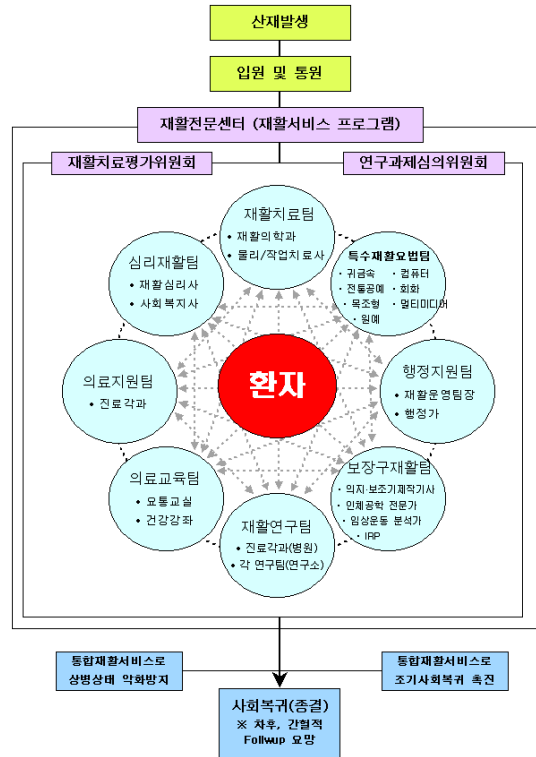 산재발생
입원 및 통원
재활전문센터 (재활서비스 프로그램)
재활치료평가위원회
연구과제심의위원회
재활치료팀
• 재활의학과
• 물리/작업치료사
심리재활팀
• 재활심리사
• 사회복지사
특수재활요법팀
• 귀금속 • 컴퓨터
• 전통공예 • 회화
• 목조형 • 멀티미디어
• 원예
의료지원팀
• 진료각과
환자
행정지원팀
• 재활운영팀장
• 행정가
의료교육팀
• 요통교실
• 건강강좌
보장구재활팀
• 의지·보조기제작기사
• 인체공학 전문가
• 임상운동 분석가
• IRP
재활연구팀
• 진료각과(병원)
• 각 연구팀(연구소)
통합재활서비스로
상병상태 악화방지
통합재활서비스로
조기사회복귀 촉진
사회복귀(종결)
※ 차후, 간헐적
Follwup 요망